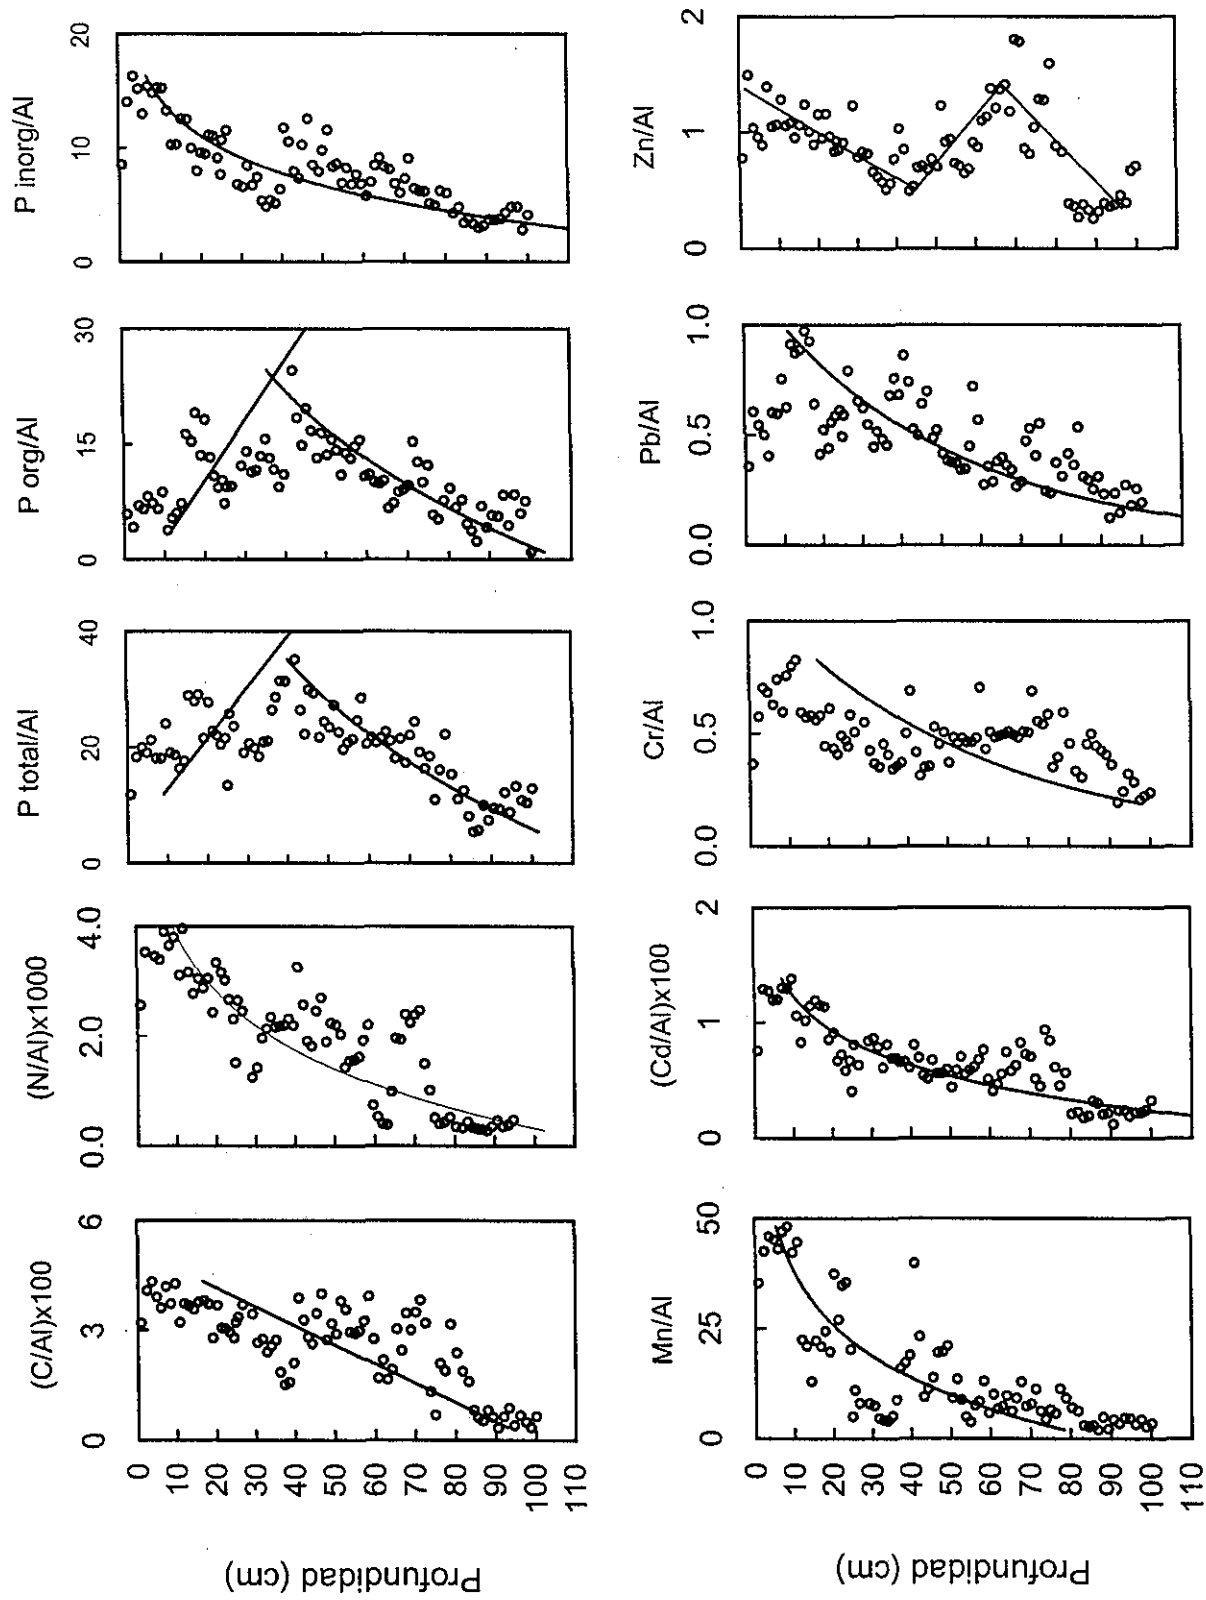 (C/Al)x100
0 3 6
(N/Al)x1000
0.0 2.0 4.0
P total/Al
0 20 40
P org/Al
0 15 30
P inorg/Al
0 10 20
Profundidad (cm)
0
10
20
30
40
50
60
70
80
90
100
110
Mn/Al
0 25 50
(Cd/Al)x100
0 1 2
Cr/Al
0.0 0.5 1.0
Pb/Al
0.0 0.5 1.0
Zn/Al
0 1 2
Profundidad (cm)
0
10
20
30
40
50
60
70
80
90
100
110